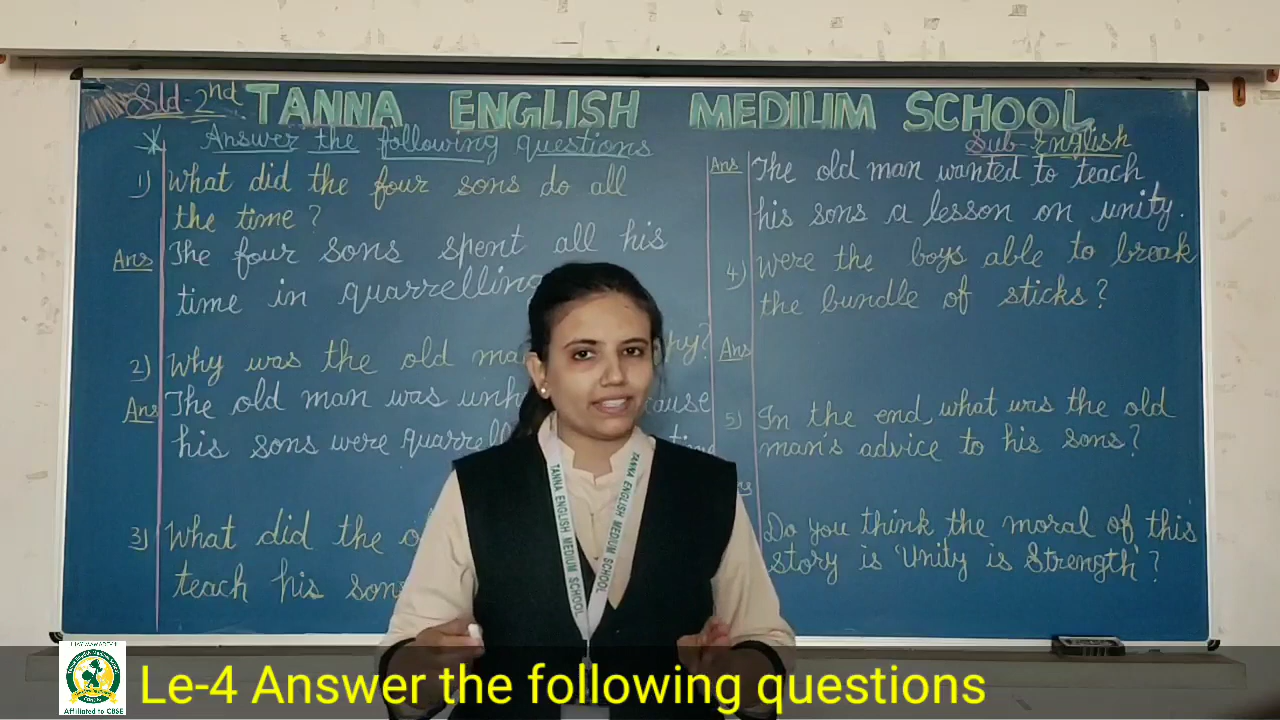 Std-2nd TANNA ENGLISH MEDIUM SCHOOL
Sub-English
Answer the following questions
1) What did the four sons do all
the time?
Ans The four sons spent all his
time in quarrelling
2) Why was the old
Ans The old man was
his sons were
3) What did the
teach his
Ans The old man wanted to teach
his sons a lesson on unity.
4) Were the boys able to break
the bundle of sticks?
Ans
5) In the end, what was the old
man's advice to his sons?
Do you think the moral of this
story is 'Unity is Strength'?
TANNA ENGLISH MEDIUM SCHOOL
TANNA ENGLISH MEDIUM SCHOOL
Affiliated to CBSE
Le-4 Answer the following questions